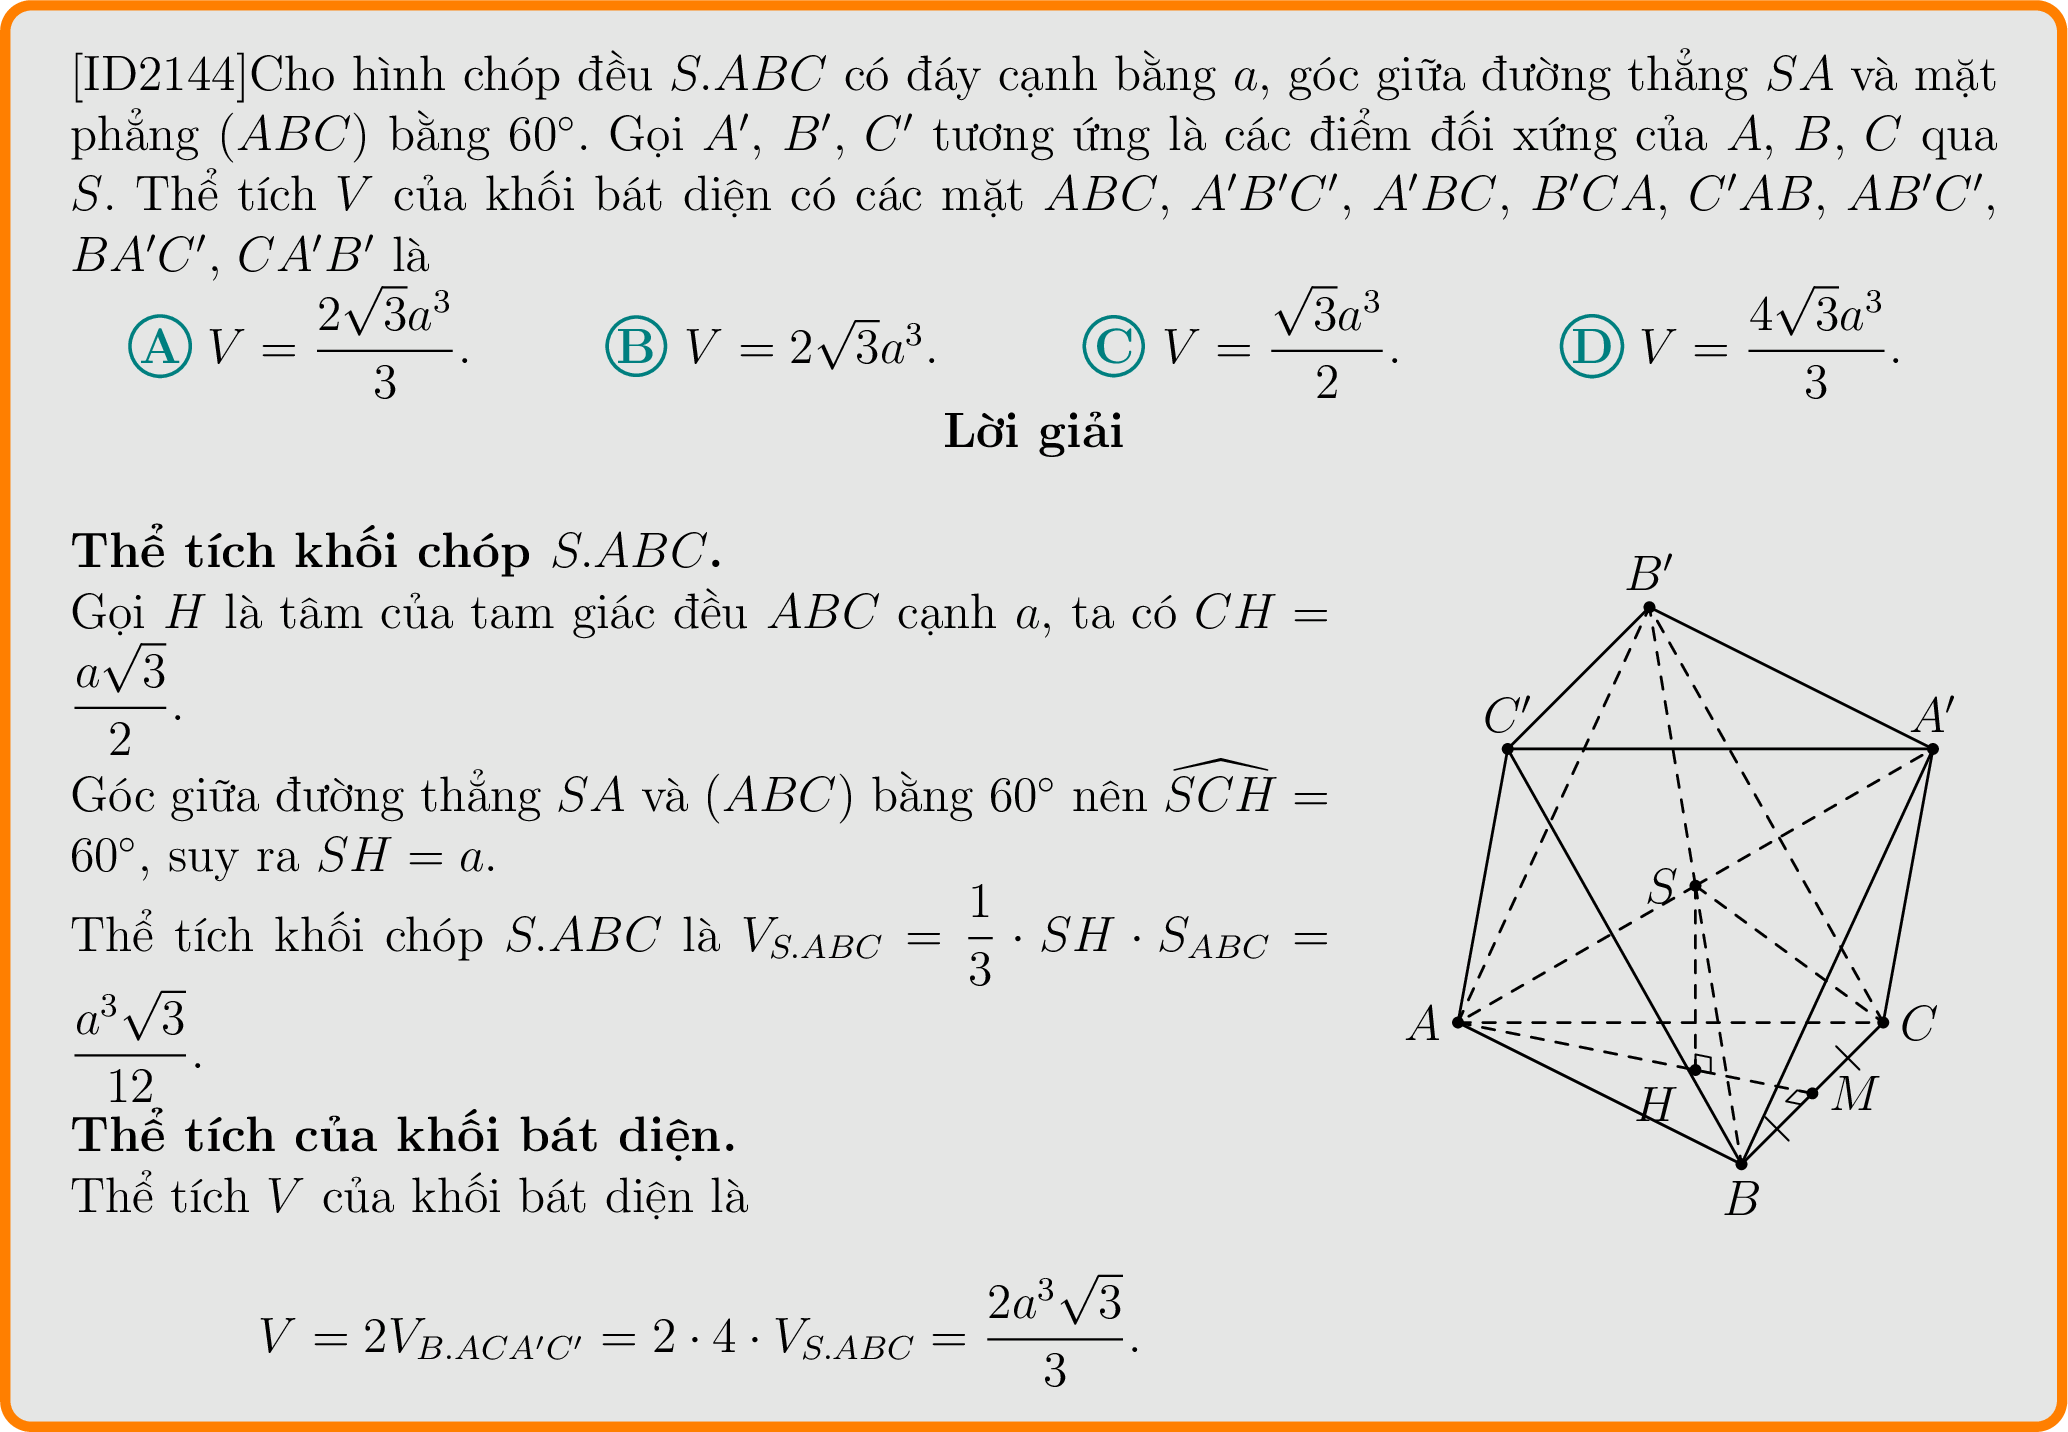 [ID2144]Cho hình chóp đều S.ABC có đáy cạnh bằng a, góc giữa đường thẳng SA và mặt
phẳng (ABC) bằng 60°. Gọi A′, B′, C′ tương ứng là các điểm đối xứng của A, B, C qua
S. Thể tích V của khối bát diện có các mặt ABC, A′B′C′, A′BC, B′CA, C′AB, AB′C′,
BA′C′, CA′B′ là
A V = \frac{2\sqrt{3}a^3}{3}. B V = 2\sqrt{3}a^3. C V = \frac{\sqrt{3}a^3}{2}. D V = \frac{4\sqrt{3}a^3}{3}.
Lời giải
Thể tích khối chóp S.ABC.
Gọi H là tâm của tam giác đều ABC cạnh a, ta có CH =
\frac{a\sqrt{3}}{2}.
Góc giữa đường thẳng SA và (ABC) bằng 60° nên \widehat{SCH} =
60°, suy ra SH = a.
Thể tích khối chóp S.ABC là V_{S.ABC} = \frac{1}{3} · SH · S_{ABC} =
\frac{a^3\sqrt{3}}{12}.
Thể tích của khối bát diện.
Thể tích V của khối bát diện là
V = 2V_{B.ACA′C′} = 2 · 4 · V_{S.ABC} = \frac{2a^3\sqrt{3}}{3}.
B′
C′
A′
S
A
C
H
M
B